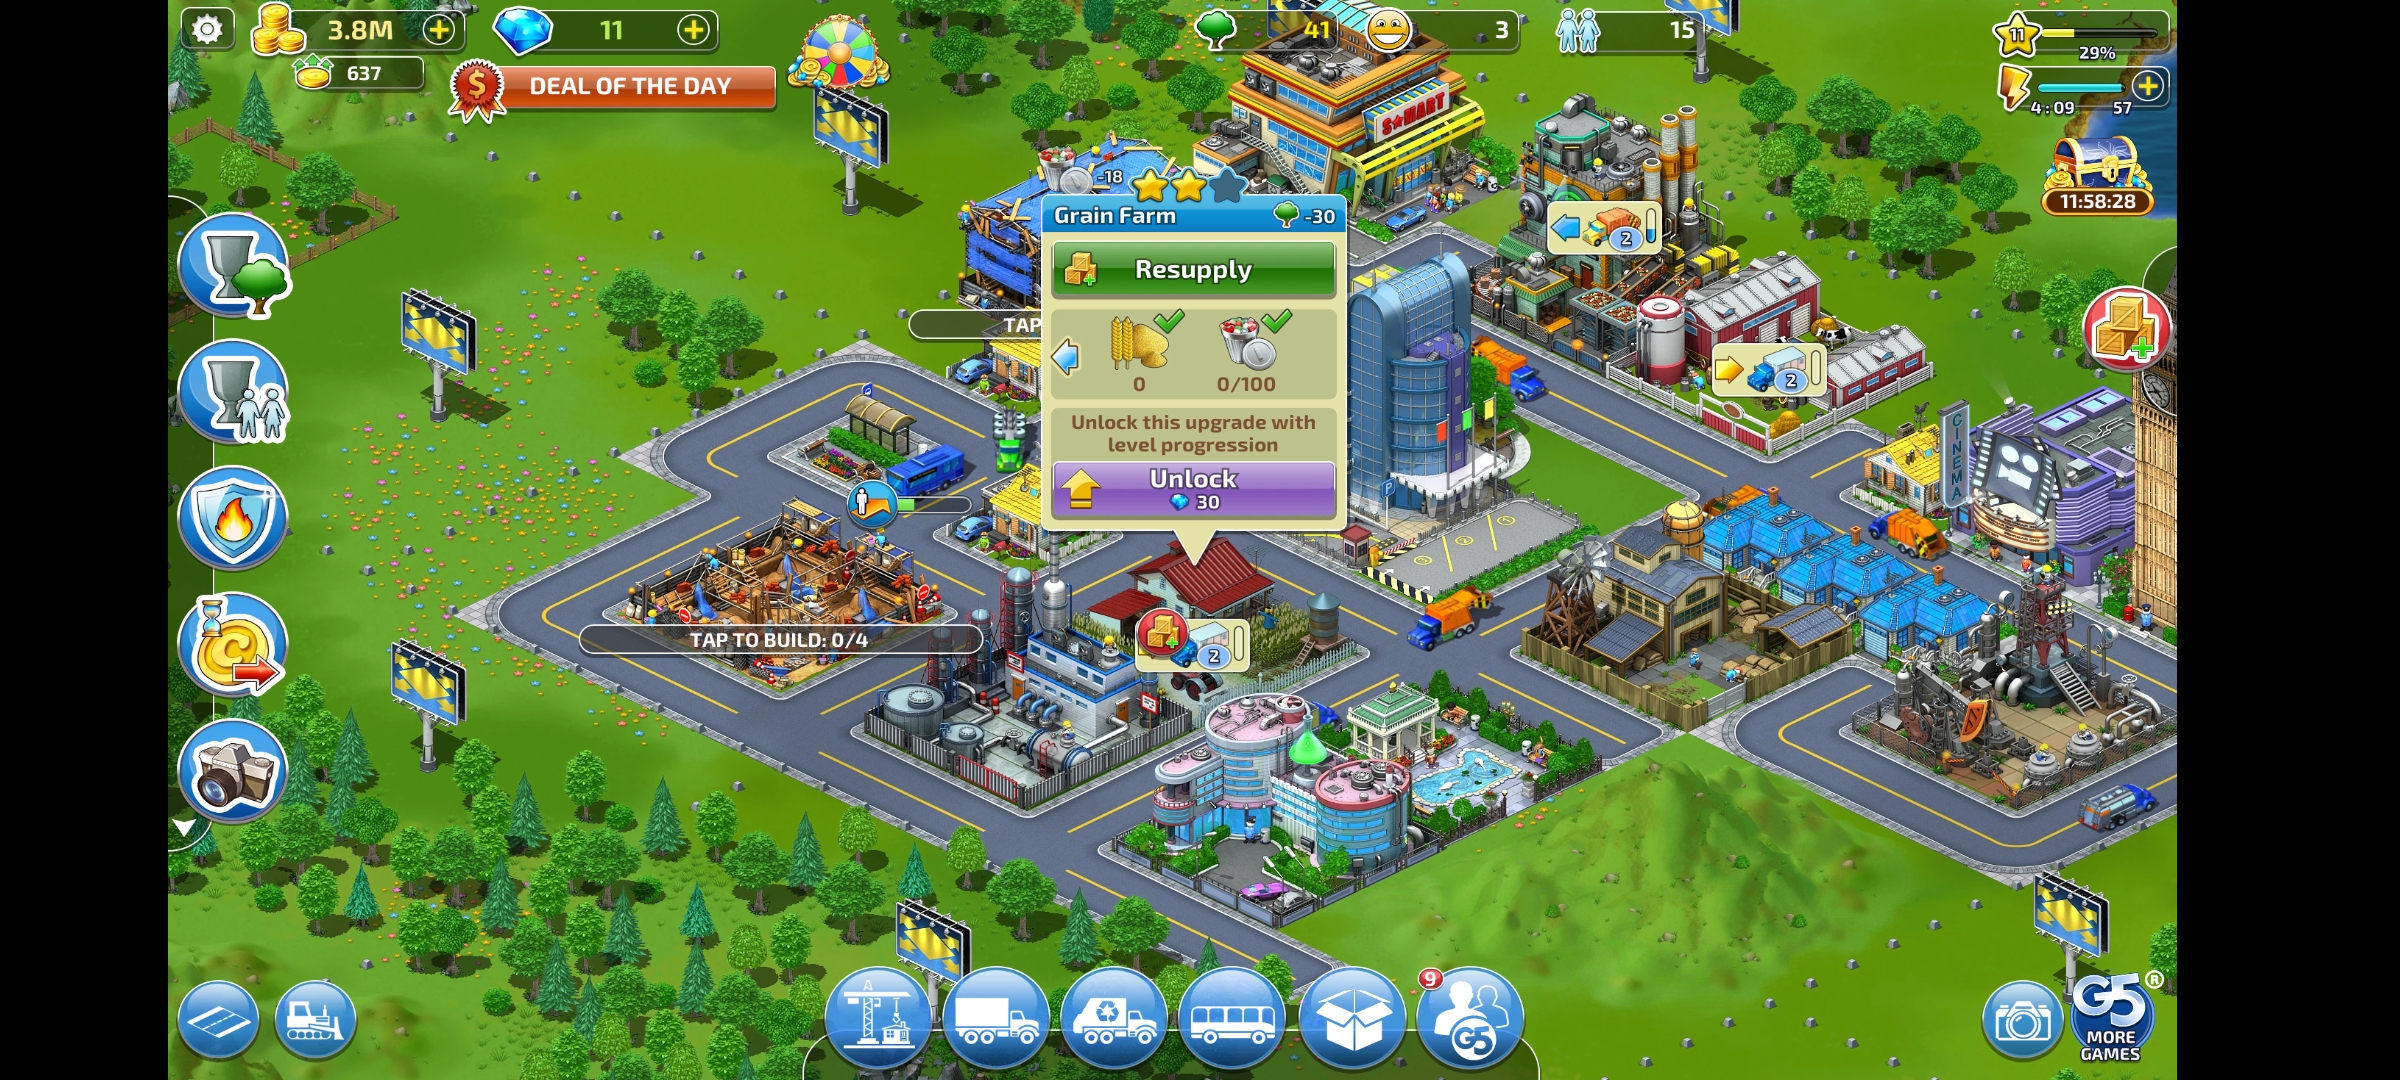 3.8M
11
41
3
15
11
29%
637
DEAL OF THE DAY
4:09
57
S★MART
-18
11:58:28
Grain Farm
-30
Resupply
2
TAP
0
0/100
2
Unlock this upgrade with
level progression
CINEMA
Unlock
30
P
TAP TO BUILD: 0/4
2
A
9
G5
G5
®
MORE
GAMES